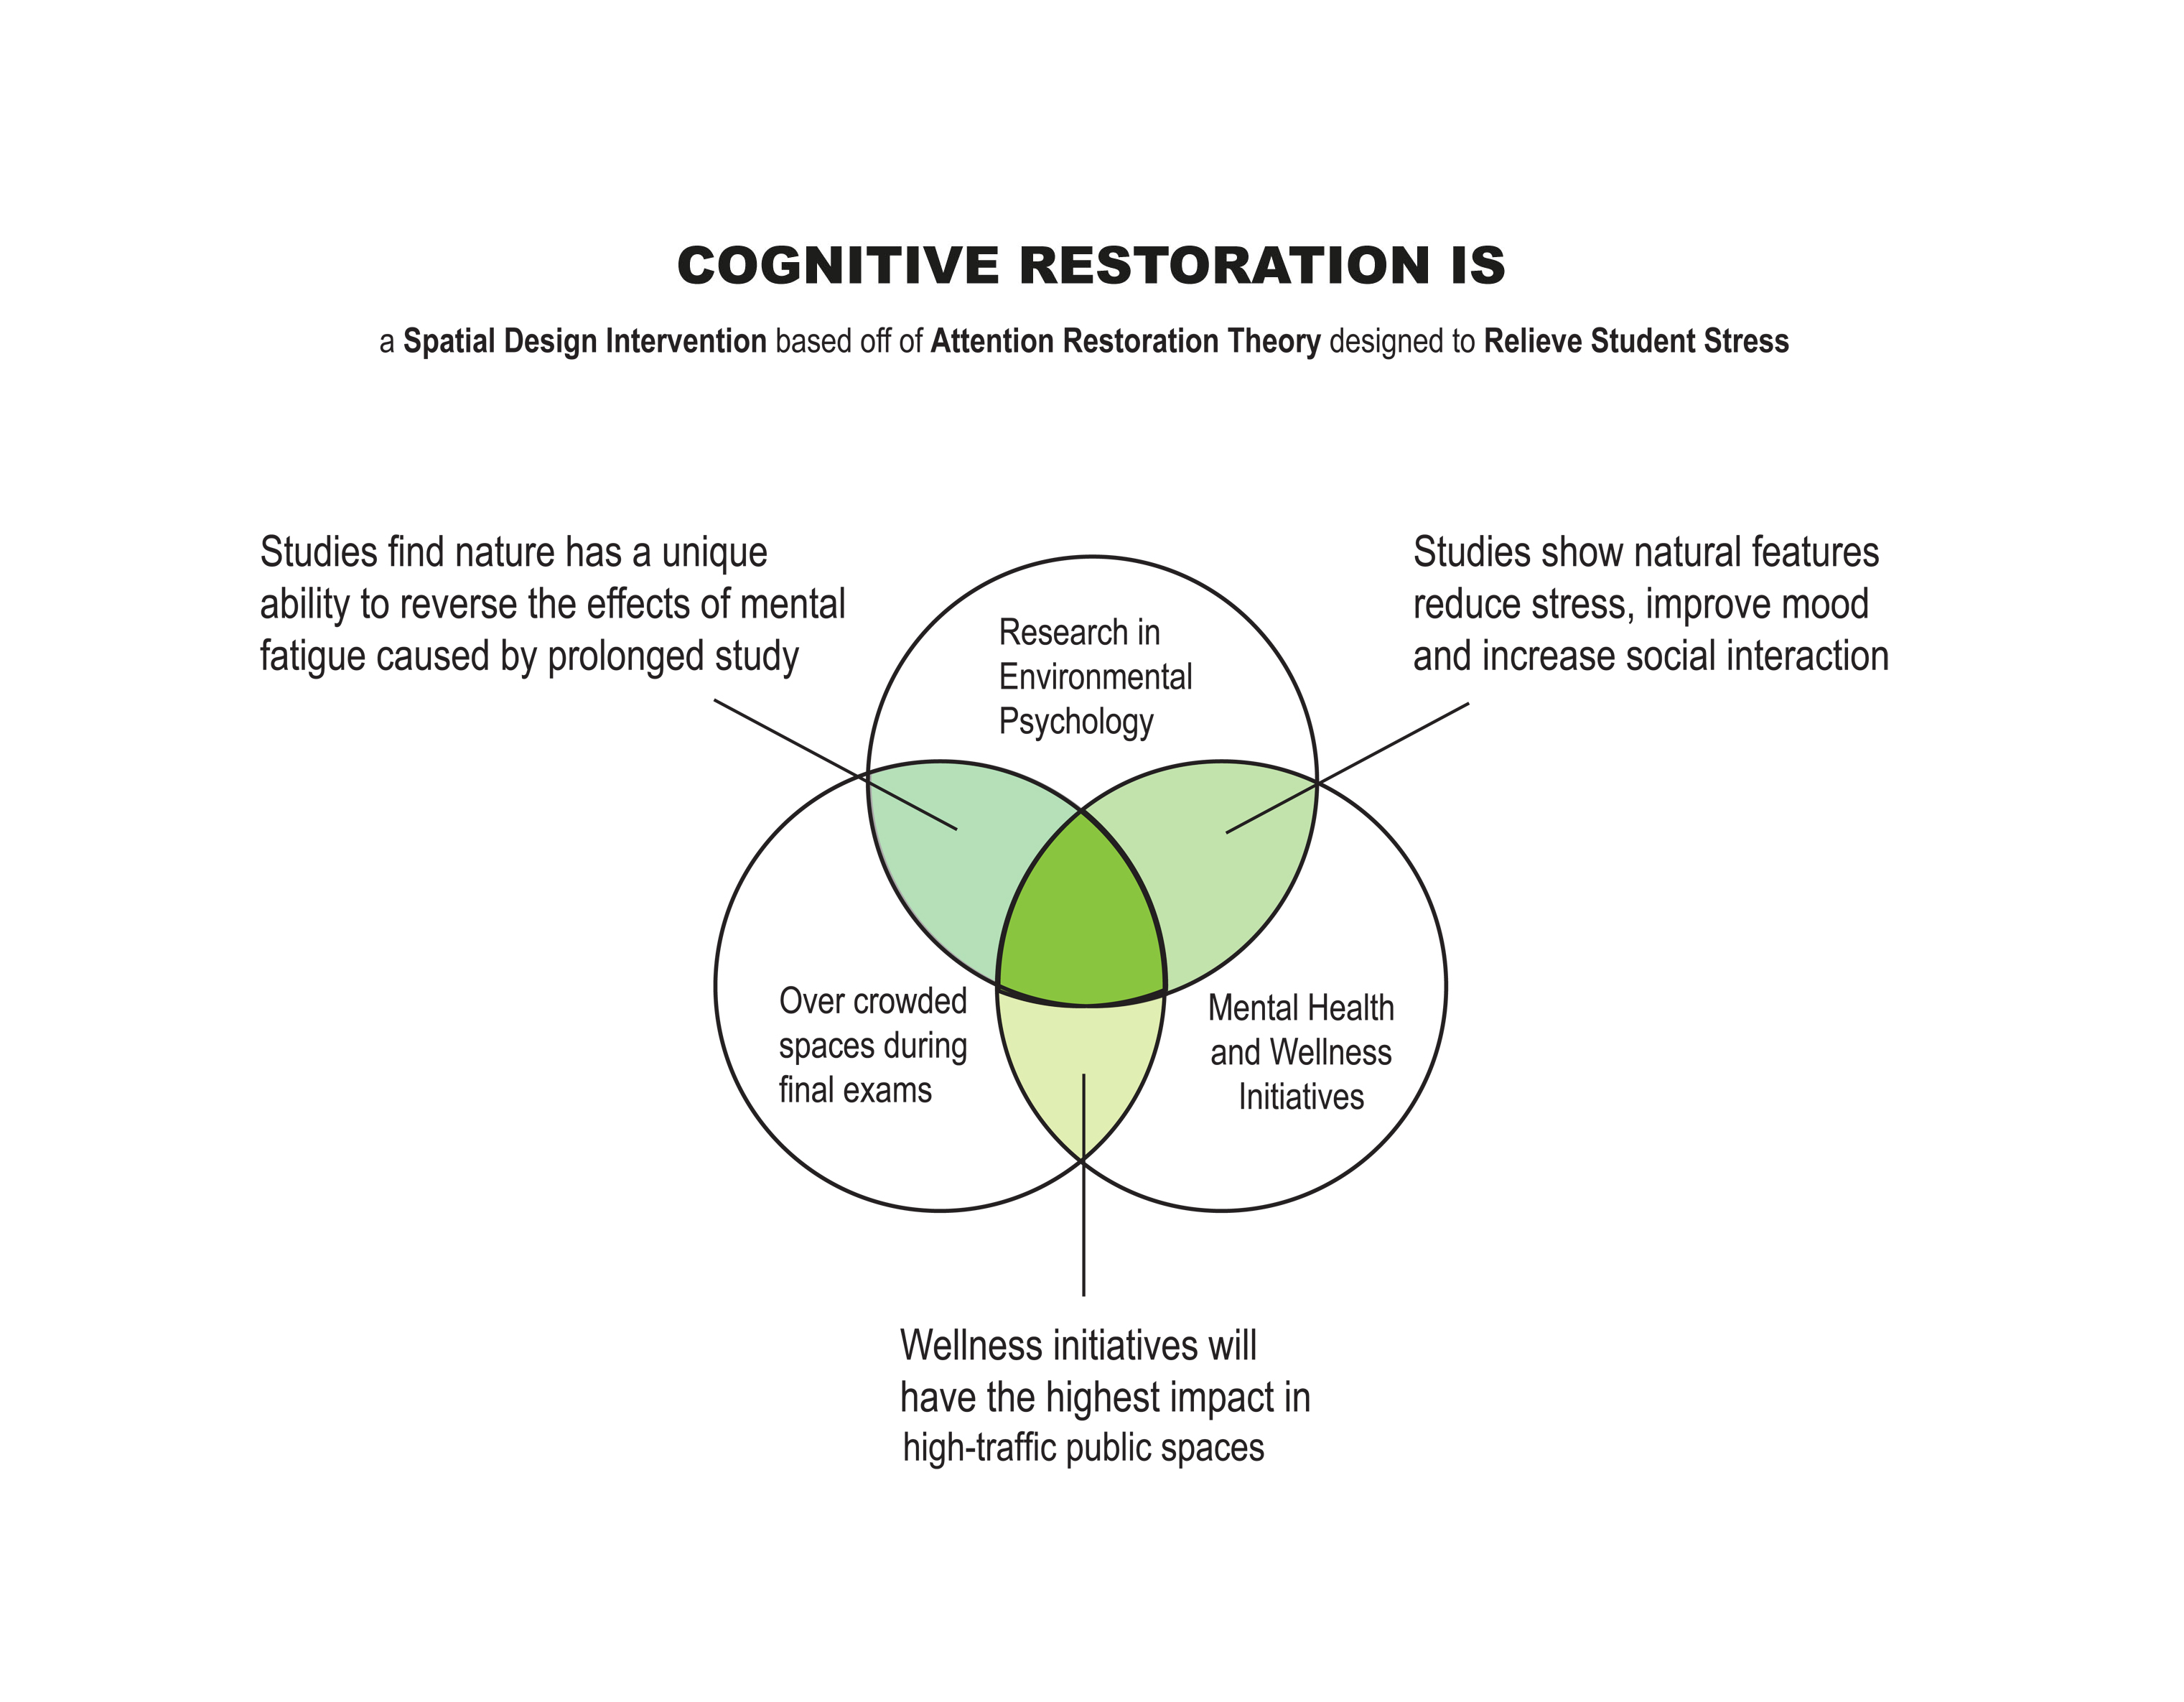 COGNITIVE RESTORATION IS
a Spatial Design Intervention based off of Attention Restoration Theory designed to Relieve Student Stress
Studies find nature has a unique
ability to reverse the effects of mental
fatigue caused by prolonged study
Studies show natural features
reduce stress, improve mood
and increase social interaction
Research in
Environmental
Psychology
Over crowded
spaces during
final exams
Mental Health
and Wellness
Initiatives
Wellness initiatives will
have the highest impact in
high-traffic public spaces